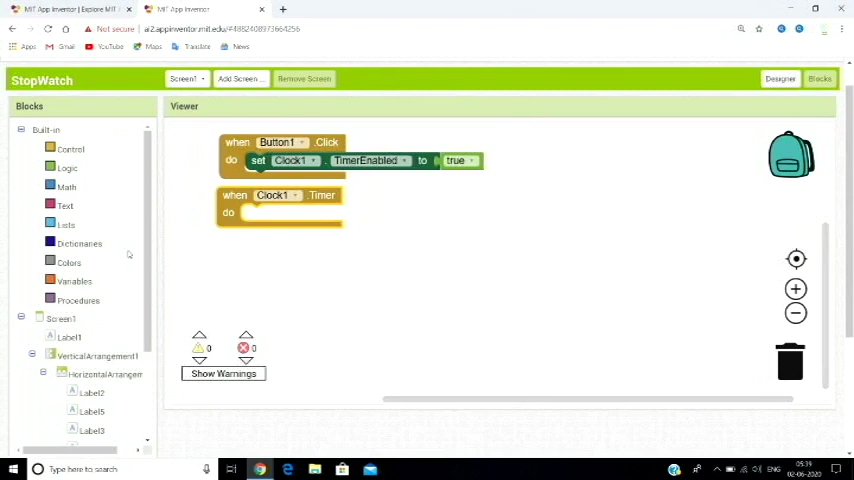 MIT App Inventor | Explore MIT
MIT App Inventor
Not secure | ai2.appinventor.mit.edu/#4882408973664256
Apps Gmail YouTube Maps Translate News
StopWatch Screen1 Add Screen ... Remove Screen Designer Blocks
Blocks Viewer
Built-in
Control
Logic
Math
Text
Lists
Dictionaries
Colors
Variables
Procedures
Screen1
Label1
VerticalArrangement1
HorizontalArrangem
Label2
Label5
Label3
when Button1 .Click
do set Clock1 . TimerEnabled to true
when Clock1 .Timer
do
0 0
Show Warnings
Type here to search
ENG
05:39
02-06-2020